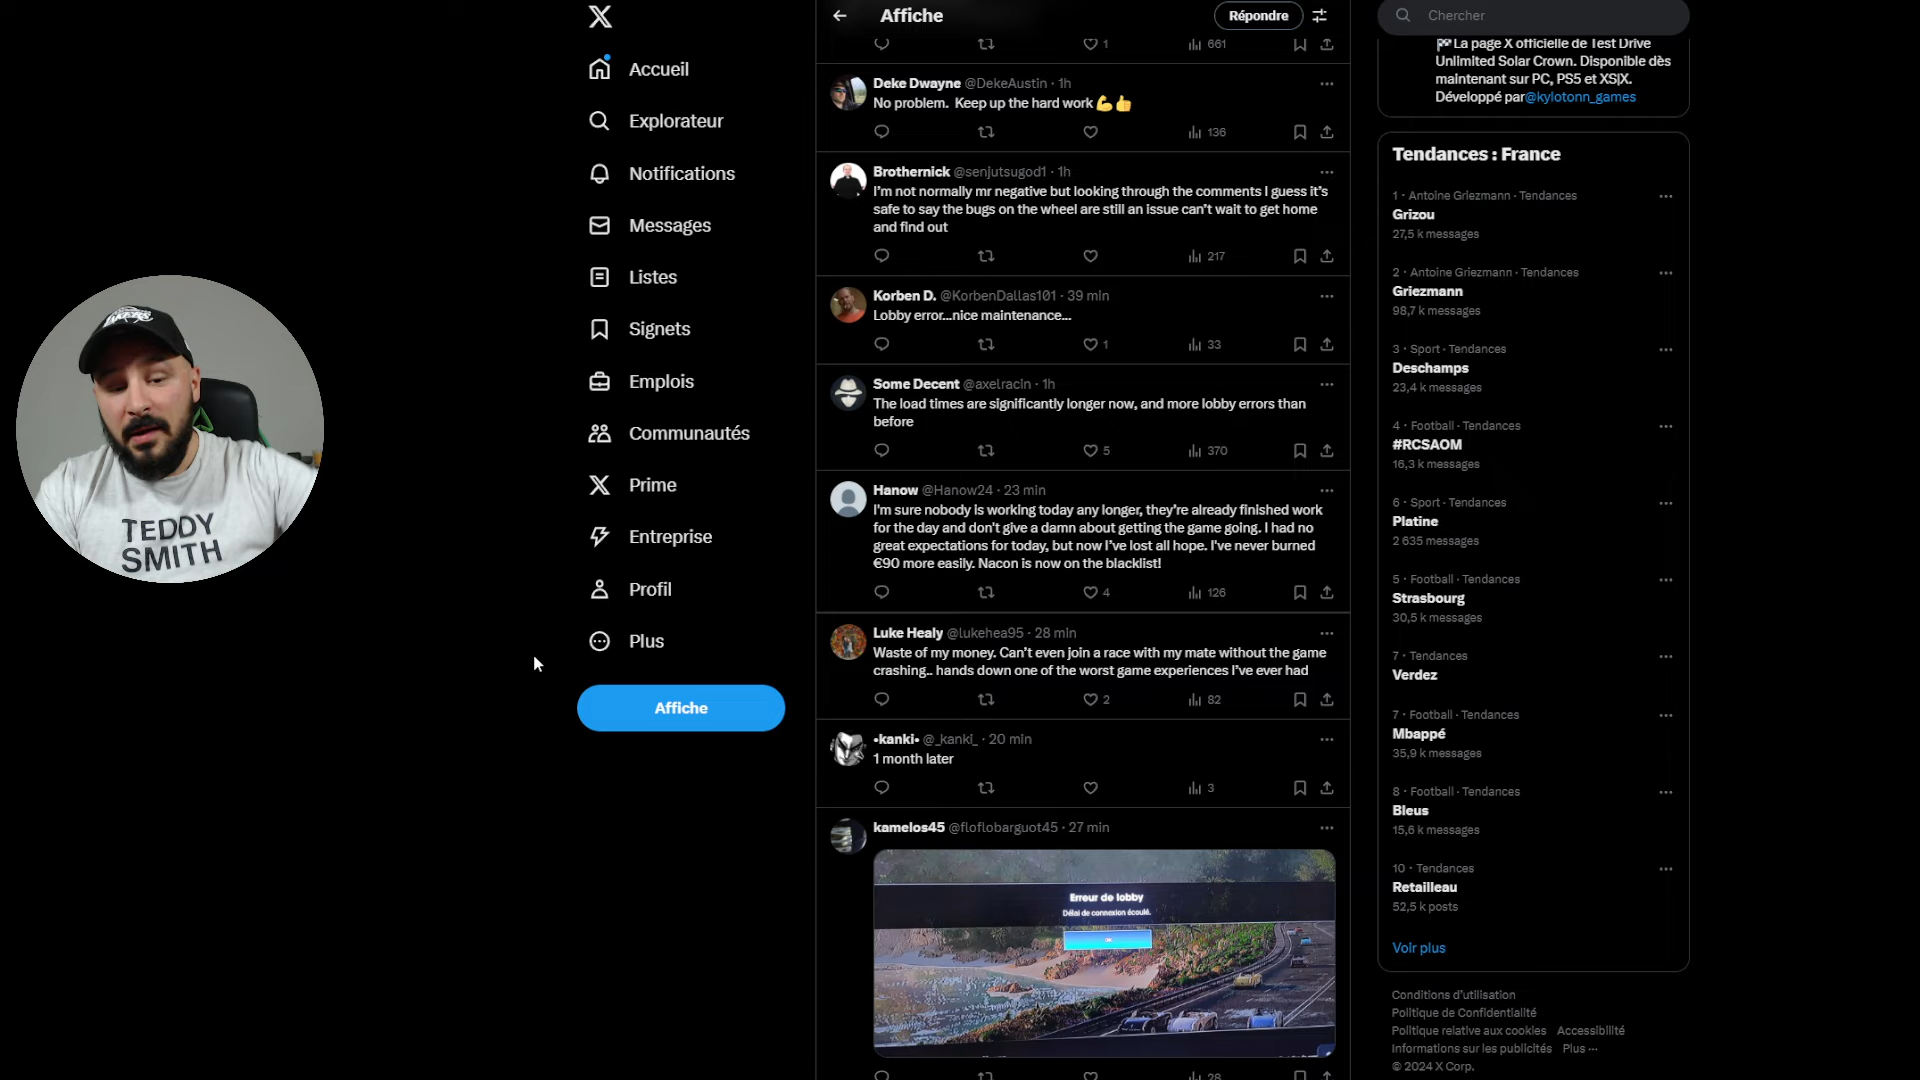 LAKERS
TEDDY
SMITH
Accueil
Explorateur
Notifications
Messages
Listes
Signets
Emplois
Communautés
Prime
Entreprise
Profil
Plus
Affiche
Affiche
Répondre
1
661
Deke Dwayne @DekeAustin · 1h
No problem. Keep up the hard work 💪👍
136
Brothernick @senjutsugod1 · 1h
I'm not normally mr negative but looking through the comments I guess it's
safe to say the bugs on the wheel are still an issue can't wait to get home
and find out
217
Korben D. @KorbenDallas101 · 39 min
Lobby error...nice maintenance...
1
33
Some Decent @axelracin · 1h
The load times are significantly longer now, and more lobby errors than
before
5
370
Hanow @Hanow24 · 23 min
I'm sure nobody is working today any longer, they're already finished work
for the day and don't give a damn about getting the game going. I had no
great expectations for today, but now I've lost all hope. I've never burned
€90 more easily. Nacon is now on the blacklist!
4
126
Luke Healy @lukehea95 · 28 min
Waste of my money. Can't even join a race with my mate without the game
crashing.. hands down one of the worst game experiences I've ever had
2
82
•kanki• @_kanki_ · 20 min
1 month later
3
kamelos45 @floflobarguot45 · 27 min
Erreur de lobby
Délai de connexion écoulé.
OK
28
Chercher
🏁La page X officielle de Test Drive
Unlimited Solar Crown. Disponible dès
maintenant sur PC, PS5 et XS|X.
Développé par@kylotonn_games
Tendances : France
1 · Antoine Griezmann · Tendances
Grizou
27,5 k messages
2 · Antoine Griezmann · Tendances
Griezmann
98,7 k messages
3 · Sport · Tendances
Deschamps
23,4 k messages
4 · Football · Tendances
#RCSAOM
16,3 k messages
6 · Sport · Tendances
Platine
2 635 messages
5 · Football · Tendances
Strasbourg
30,5 k messages
7 · Tendances
Verdez
7 · Football · Tendances
Mbappé
35,9 k messages
8 · Football · Tendances
Bleus
15,6 k messages
10 · Tendances
Retailleau
52,5 k posts
Voir plus
Conditions d'utilisation
Politique de Confidentialité
Politique relative aux cookies Accessibilité
Informations sur les publicités Plus ···
© 2024 X Corp.